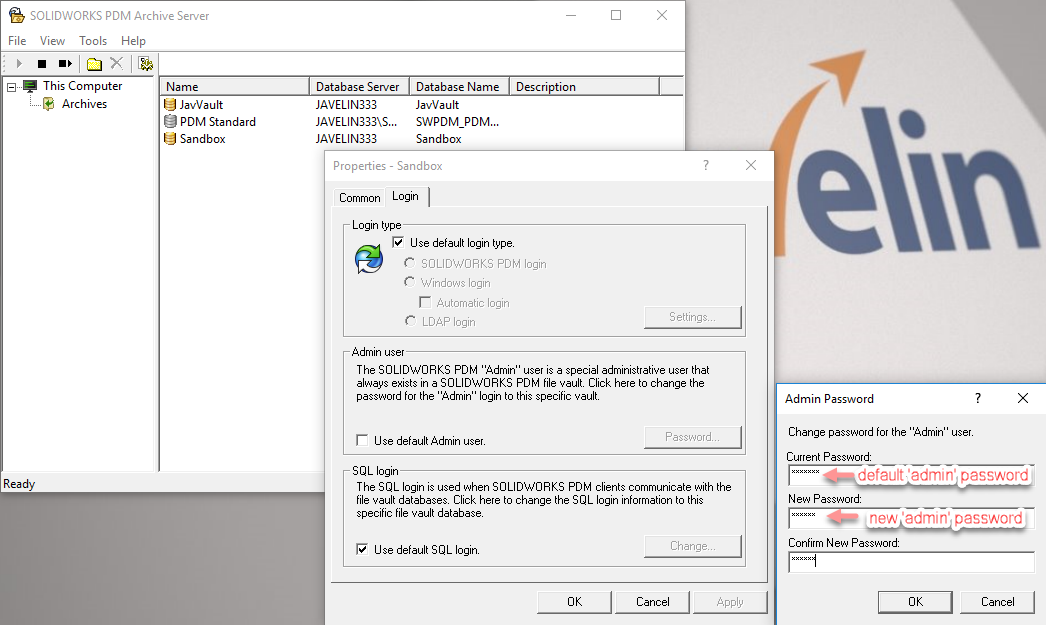 SOLIDWORKS PDM Archive Server
File View Tools Help
This Computer
Archives
Name Database Server Database Name Description
JavVault JAVELIN333 JavVault
PDM Standard JAVELIN333\S... SWPDM_PDM...
Sandbox JAVELIN333 Sandbox
Ready
elin
Properties - Sandbox ?
Common Login
Login type
Use default login type.
SOLIDWORKS PDM login
Windows login
Automatic login
LDAP login
Settings...
Admin user
The SOLIDWORKS PDM "Admin" user is a special administrative user that
always exists in a SOLIDWORKS PDM file vault. Click here to change the
password for the "Admin" login to this specific vault.
Use default Admin user.
Password...
SQL login
The SQL login is used when SOLIDWORKS PDM clients communicate with the
file vault databases. Click here to change the SQL login information to this
specific file vault database.
Use default SQL login.
Change...
OK Cancel Apply
Admin Password ?
Change password for the "Admin" user.
Current Password:
******* default 'admin' password
New Password:
****** new 'admin' password
Confirm New Password:
******
OK Cancel